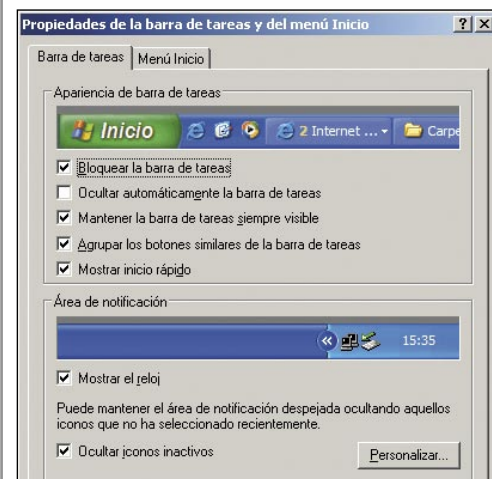 Propiedades de la barra de tareas y del menú Inicio
Barra de tareas Menú Inicio
Apariencia de barra de tareas
Inicio 2 Internet ... Carpe
Bloquear la barra de tareas
Ocultar automáticamente la barra de tareas
Mantener la barra de tareas siempre visible
Agrupar los botones similares de la barra de tareas
Mostrar inicio rápido
Área de notificación
15:35
Mostrar el reloj
Puede mantener el área de notificación despejada ocultando aquellos
iconos que no ha seleccionado recientemente.
Ocultar iconos inactivos Personalizar...